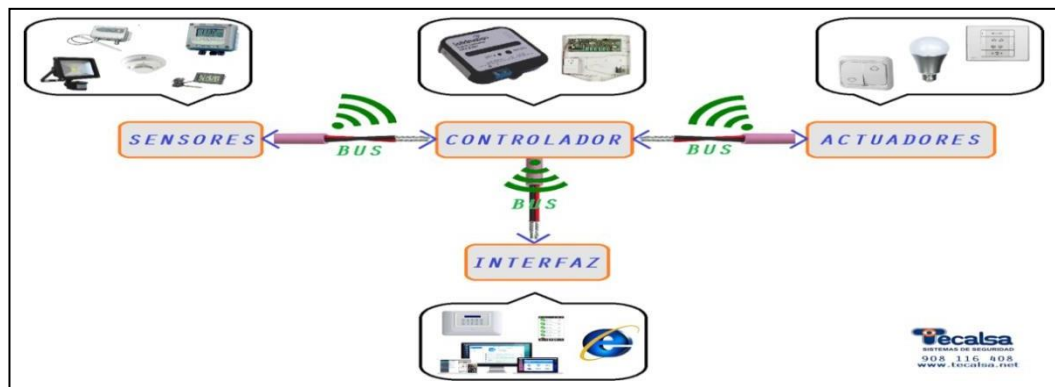 SENSORES
BUS
CONTROLADOR
BUS
ACTUADORES
BUS
INTERFAZ
Tecalsa
SISTEMAS DE SEGURIDAD
908 116 408
www.tecalsa.net